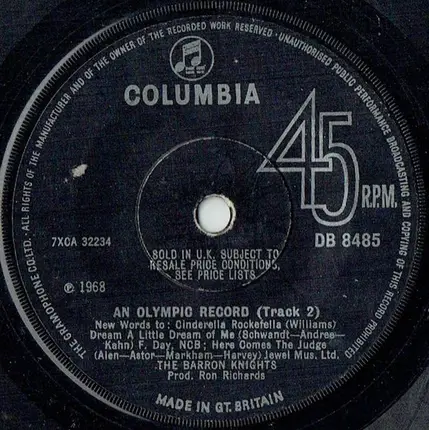 THE GRAMOPHONE CO. LTD. · ALL RIGHTS OF THE MANUFACTURER AND OF THE OWNER OF THE RECORDED WORK RESERVED · UNAUTHORISED PUBLIC PERFORMANCE BROADCASTING AND COPYING OF THIS RECORD PROHIBITED
COLUMBIA
45 R.P.M.
7XCA 32234
DB 8485
SOLD IN U.K. SUBJECT TO
RESALE PRICE CONDITIONS,
SEE PRICE LISTS
℗ 1968
AN OLYMPIC RECORD (Track 2)
New Words to: Cinderella Rockefella (Williams)
Dream A Little Dream of Me (Schwandt-Andree-
Kahn) F. Day, NCB; Here Comes The Judge
(Alen-Astor-Markham-Harvey) Jewel Mus. Ltd.
THE BARRON KNIGHTS
Prod. Ron Richards
MADE IN GT. BRITAIN